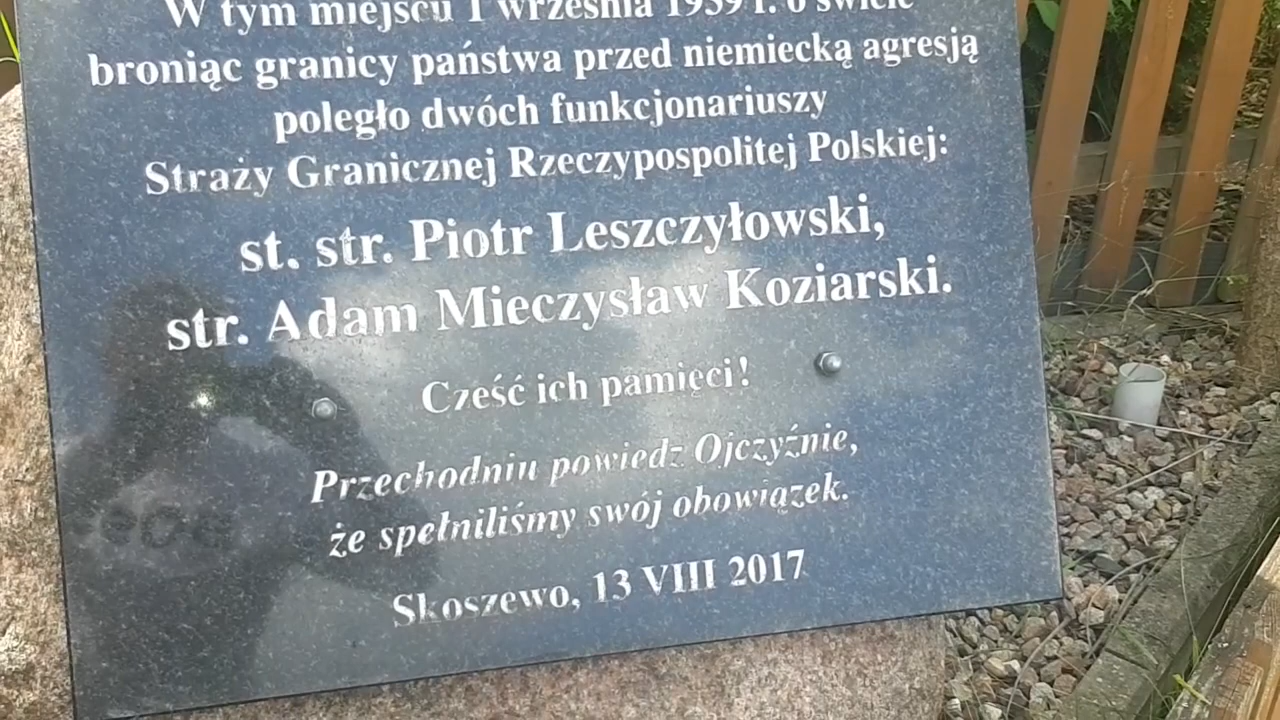 W tym miejscu 1 września 1939 r. o świcie
broniąc granicy państwa przed niemiecką agresją
poległo dwóch funkcjonariuszy
Straży Granicznej Rzeczypospolitej Polskiej:
st. str. Piotr Leszczyłowski,
str. Adam Mieczysław Koziarski.
Cześć ich pamięci!
Przechodniu powiedz Ojczyźnie,
że spełniliśmy swój obowiązek.
Skoszewo, 13 VIII 2017